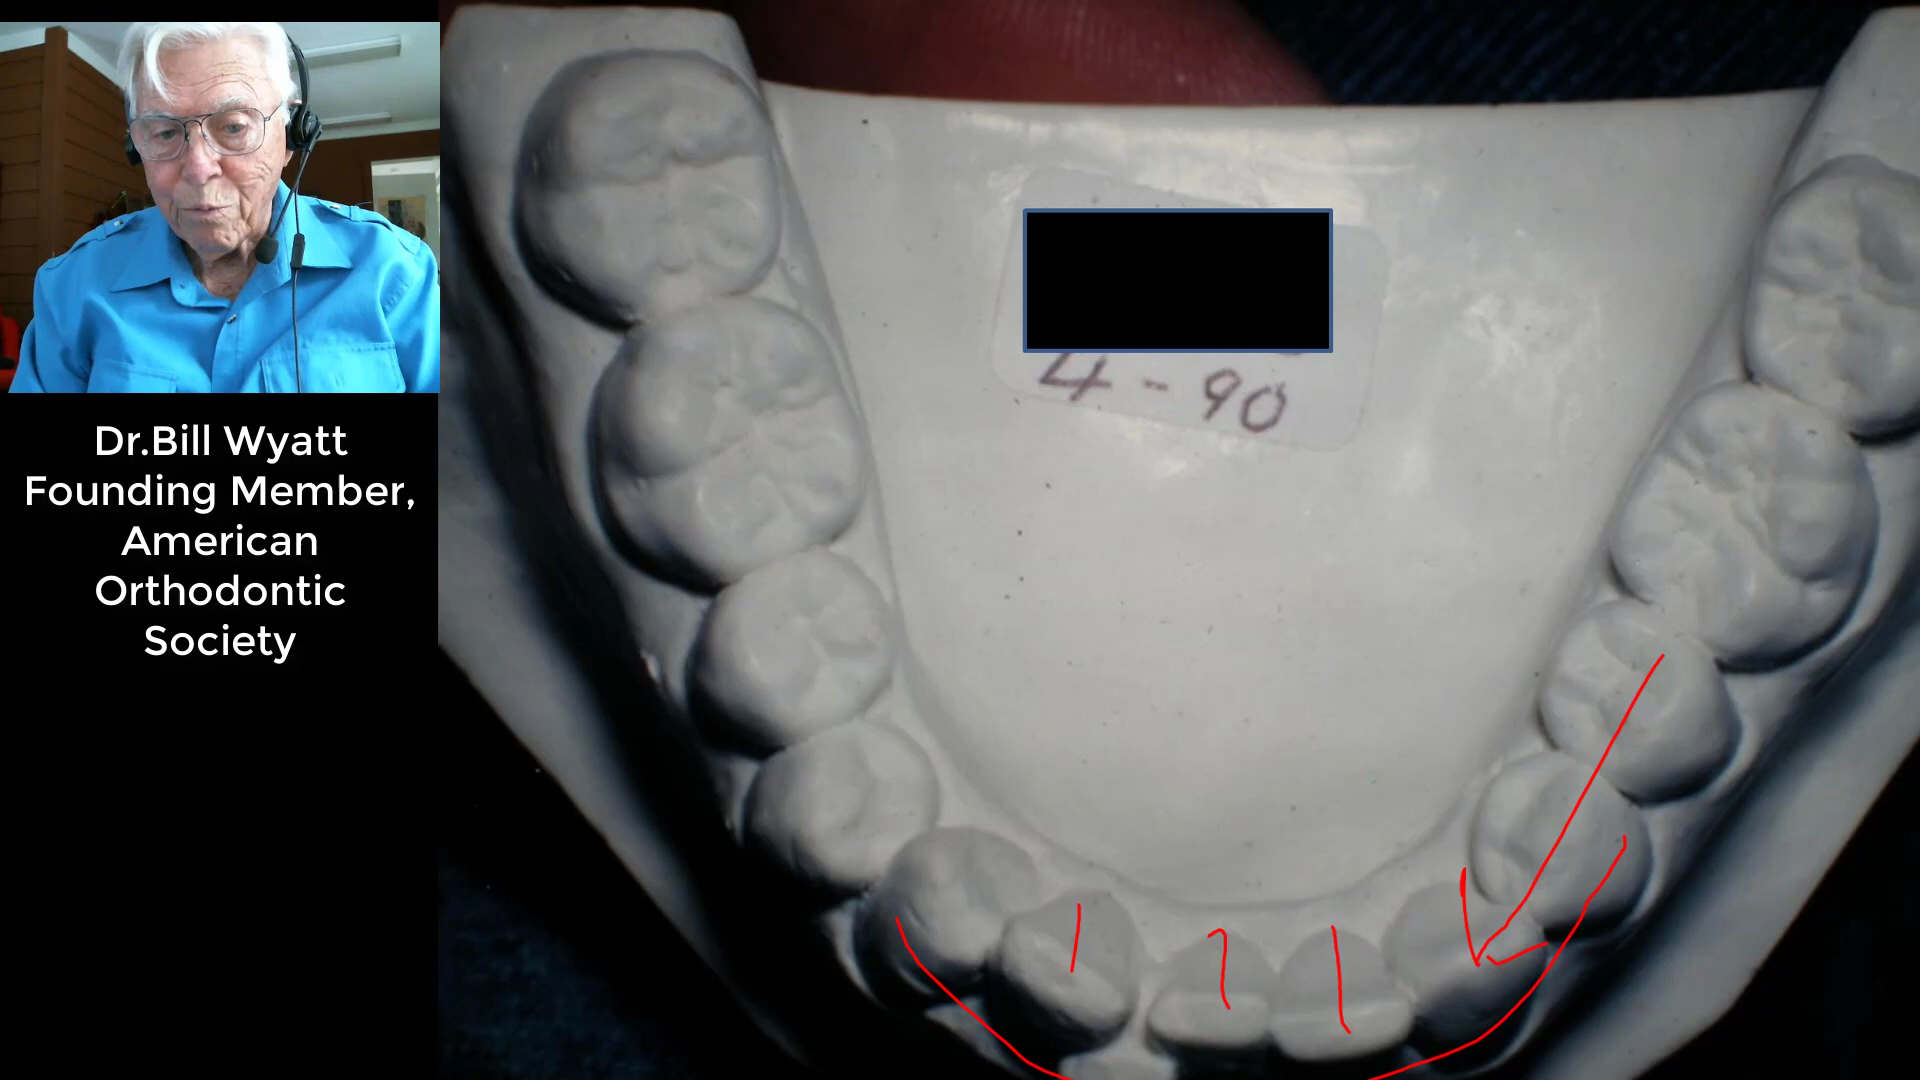 Dr.Bill Wyatt
Founding Member,
American
Orthodontic
Society
4-90